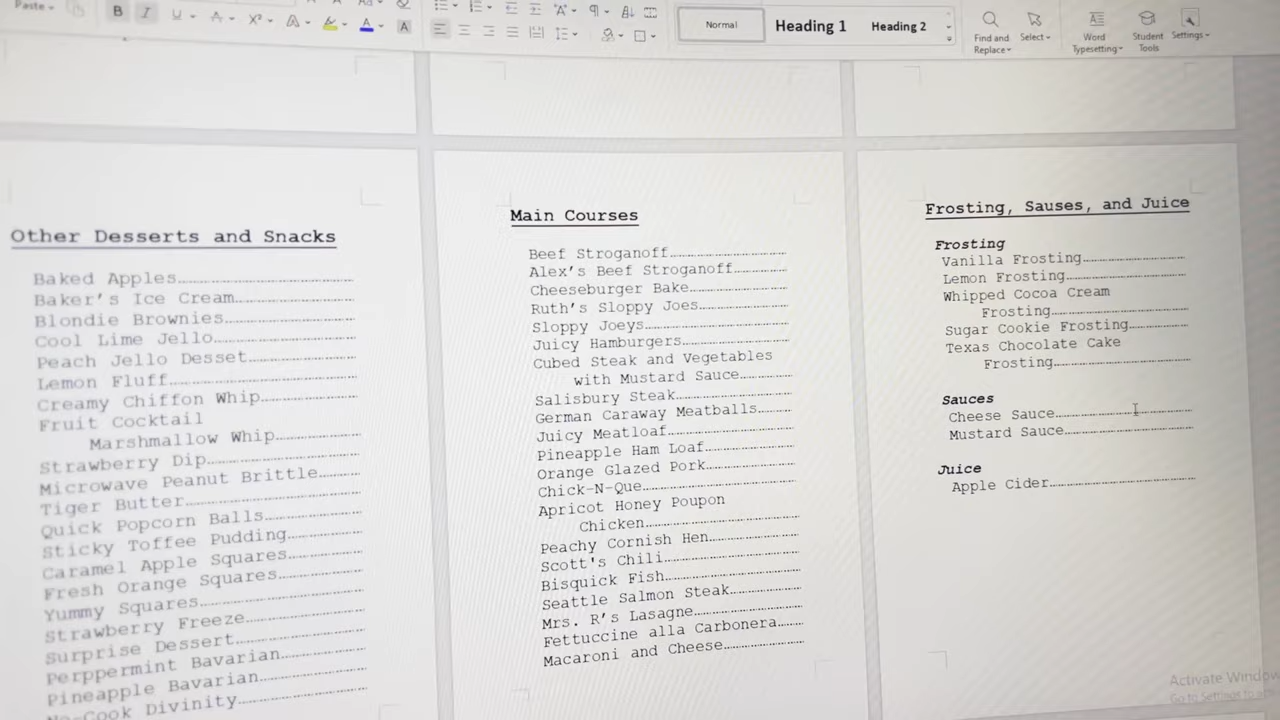 Paste
B I U A X² A A A
Normal
Heading 1
Heading 2
Find and
Replace
Select
Word
Typesetting
Student
Tools
Settings
Other Desserts and Snacks
Baked Apples
Baker's Ice Cream
Blondie Brownies
Cool Lime Jello
Peach Jello Desset
Lemon Fluff
Creamy Chiffon Whip
Fruit Cocktail
Marshmallow Whip
Strawberry Dip
Microwave Peanut Brittle
Tiger Butter
Quick Popcorn Balls
Sticky Toffee Pudding
Caramel Apple Squares
Fresh Orange Squares
Yummy Squares
Strawberry Freeze
Surprise Dessert
Perppermint Bavarian
Pineapple Bavarian
No-Cook Divinity
Main Courses
Beef Stroganoff
Alex's Beef Stroganoff
Cheeseburger Bake
Ruth's Sloppy Joes
Sloppy Joeys
Juicy Hamburgers
Cubed Steak and Vegetables
with Mustard Sauce
Salisbury Steak
German Caraway Meatballs
Juicy Meatloaf
Pineapple Ham Loaf
Orange Glazed Pork
Chick-N-Que
Apricot Honey Poupon
Chicken
Peachy Cornish Hen
Scott's Chili
Bisquick Fish
Seattle Salmon Steak
Mrs. R's Lasagne
Fettuccine alla Carbonera
Macaroni and Cheese
Frosting, Sauses, and Juice
Frosting
Vanilla Frosting
Lemon Frosting
Whipped Cocoa Cream
Frosting
Sugar Cookie Frosting
Texas Chocolate Cake
Frosting
Sauces
Cheese Sauce
Mustard Sauce
Juice
Apple Cider
Activate Window
Go to Settings to